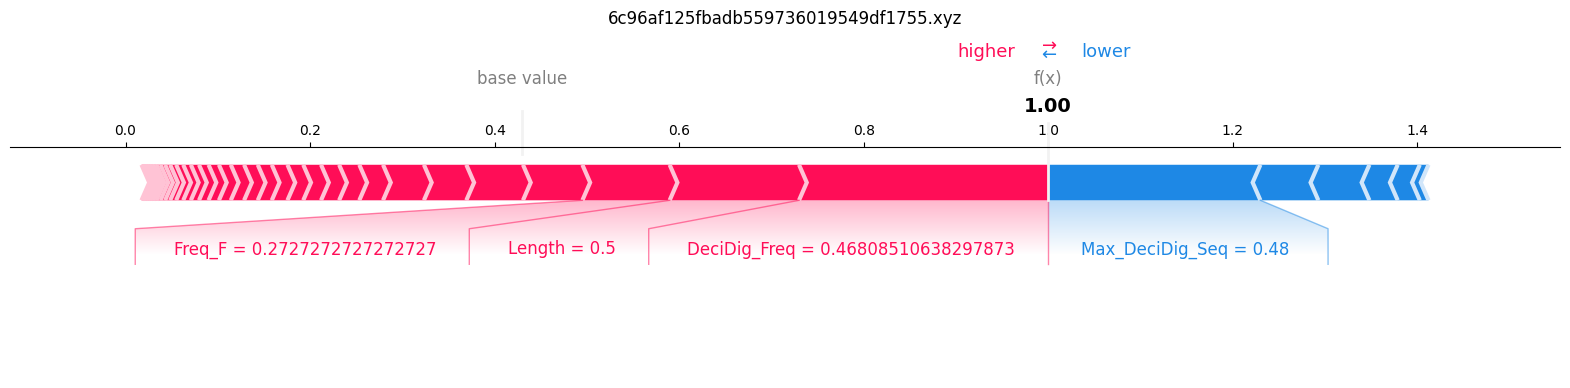 6c96af125fbadb559736019549df1755.xyz
higher ⇄ lower
base value f(x)
1.00
0.0 0.2 0.4 0.6 0.8 1.0 1.2 1.4
Freq_F = 0.2727272727272727 Length = 0.5 DeciDig_Freq = 0.46808510638297873 Max_DeciDig_Seq = 0.48